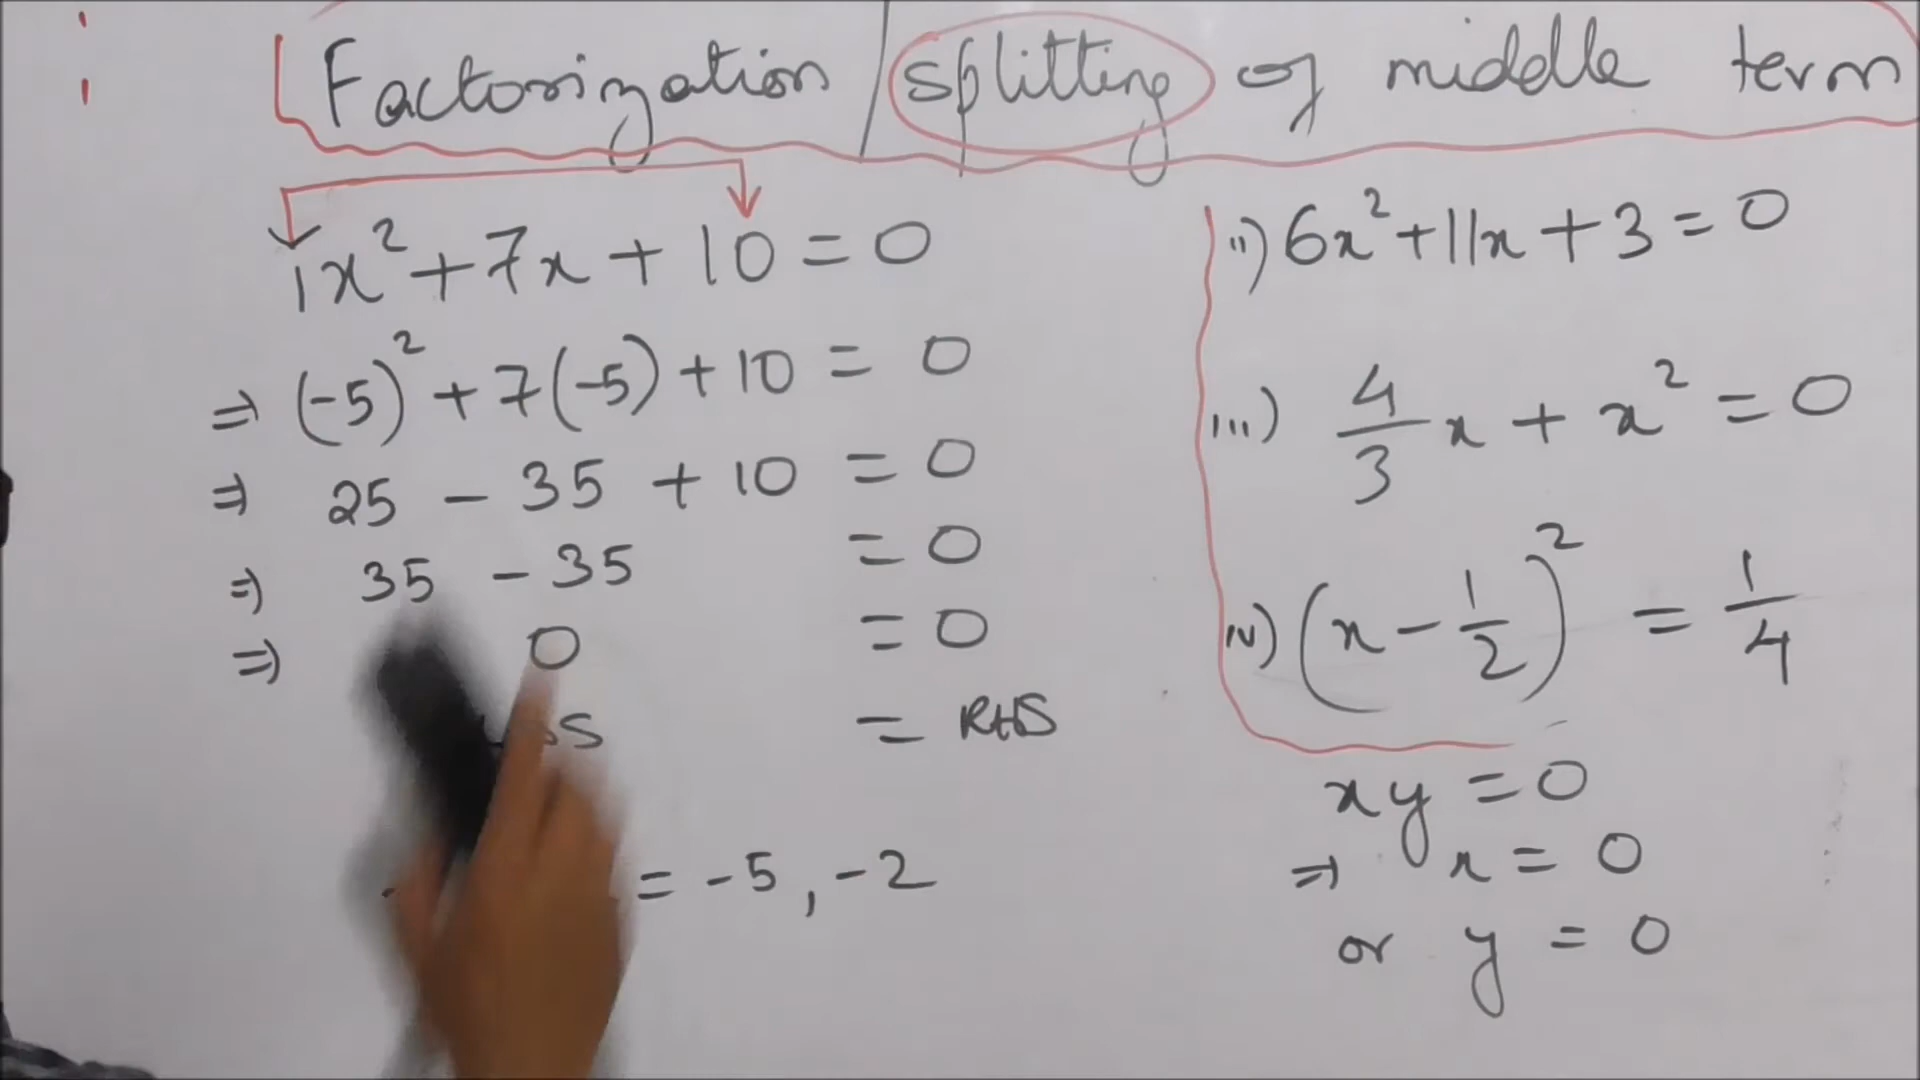 Factorization / splitting of middle term
1x² + 7x + 10 = 0
⇒ (-5)² + 7(-5) + 10 = 0
⇒ 25 - 35 + 10 = 0
⇒ 35 - 35 = 0
⇒ 0 = 0
= RHS
= -5, -2
ii) 6x² + 11x + 3 = 0
iii) 4/3 x + x² = 0
iv) (x - 1/2)² = 1/4
xy = 0
⇒ x = 0
or y = 0